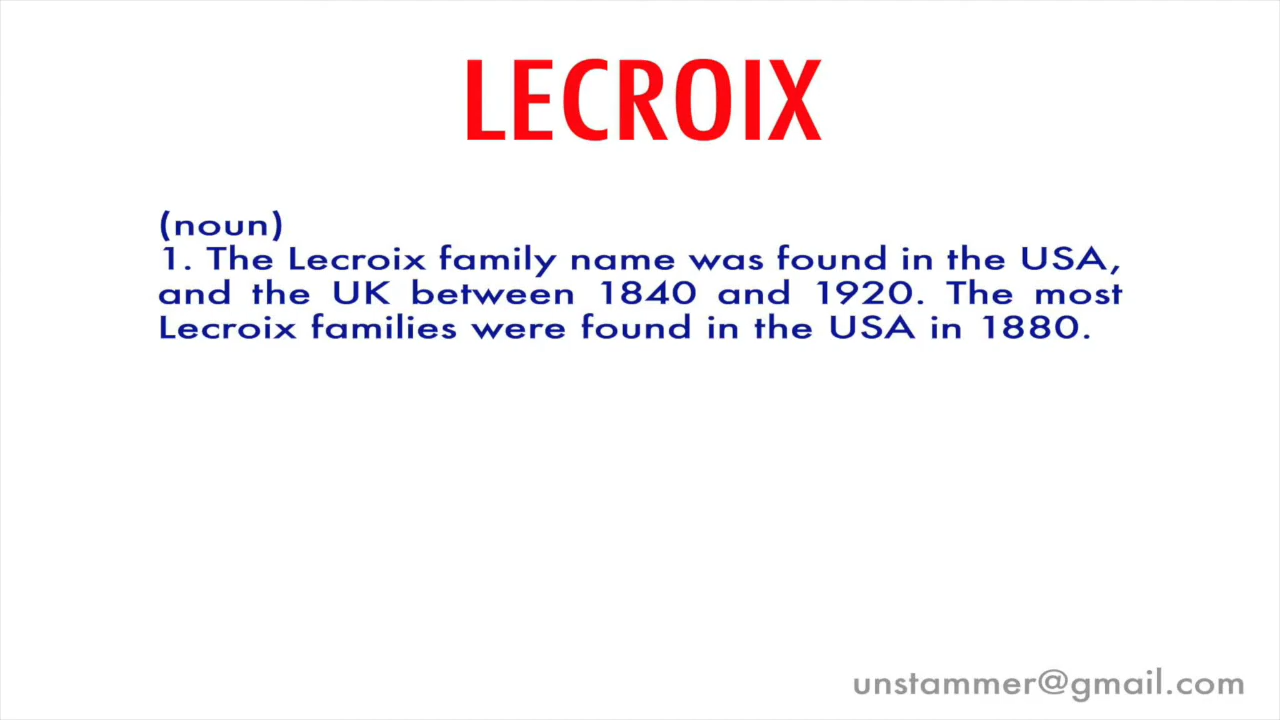 LECROIX
(noun)
1. The Lecroix family name was found in the USA,
and the UK between 1840 and 1920. The most
Lecroix families were found in the USA in 1880.
unstammer@gmail.com